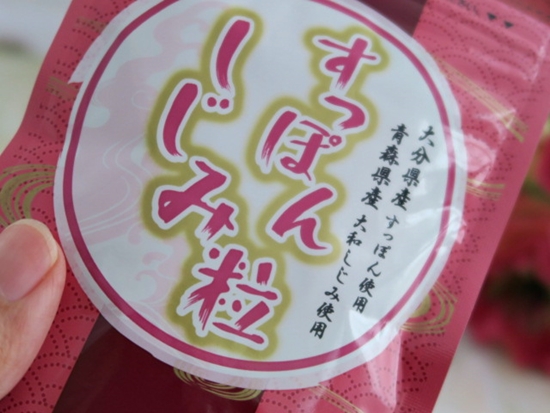 大分県産 すっぽん使用
青森県産 大和しじみ使用
すっぽん
しじみ粒